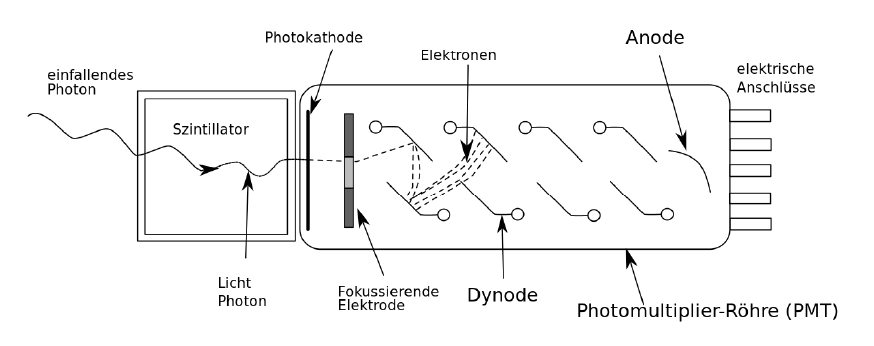 Photokathode
Elektronen
Anode
einfallendes
Photon
elektrische
Anschlüsse
Szintillator
Licht
Photon
Fokussierende
Elektrode
Dynode
Photomultiplier-Röhre (PMT)